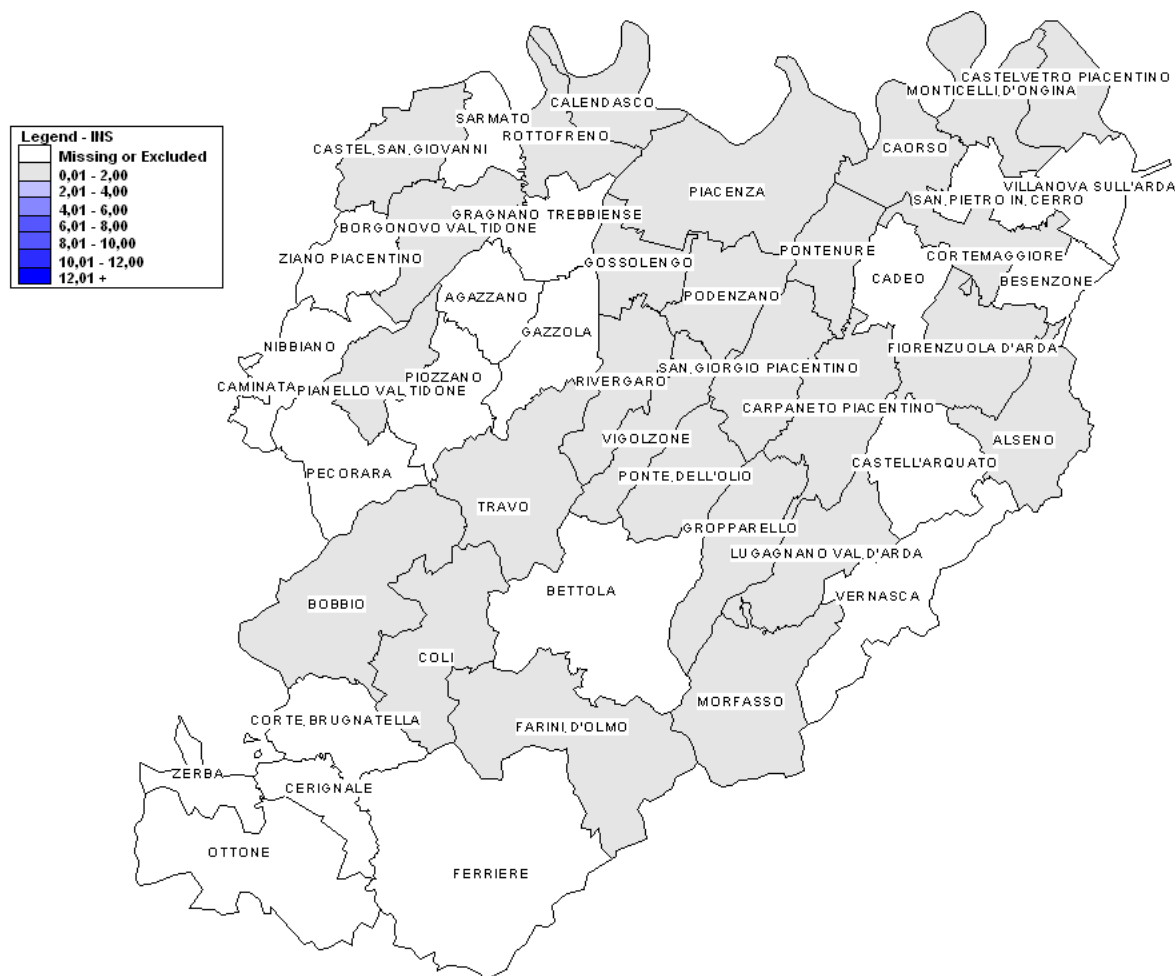 Legend - INS
Missing or Excluded
0,01 - 2,00
2,01 - 4,00
4,01 - 6,00
6,01 - 8,00
8,01 - 10,00
10,01 - 12,00
12,01 +
CASTELVETRO PIACENTINO
MONTICELLI,D'ONGINA
CALENDASCO
SARMATO
ROTTOFRENO
CASTEL,SAN,GIOVANNI
CAORSO
PIACENZA
VILLANOVA SULL'ARDA
SAN,PIETRO IN,CERRO
GRAGNANO TREBBIENSE
BORGONOVO VAL,TIDONE
ZIANO PIACENTINO
GOSSOLENGO
PONTENURE
CORTEMAGGIORE
CADEO
BESENZONE
AGAZZANO
PODENZANO
GAZZOLA
NIBBIANO
FIORENZUOLA D'ARDA
SAN,GIORGIO PIACENTINO
PIOZZANO
RIVERGARO
CAMINATA
PIANELLO VAL,TIDONE
CARPANETO PIACENTINO
VIGOLZONE
ALSENO
CASTELL'ARQUATO
PECORARA
PONTE,DELL'OLIO
TRAVO
GROPPARELLO
LUGAGNANO VAL,D'ARDA
BETTOLA
VERNASCA
BOBBIO
COLI
MORFASSO
CORTE,BRUGNATELLA
FARINI,D'OLMO
ZERBA
CERIGNALE
OTTONE
FERRIERE